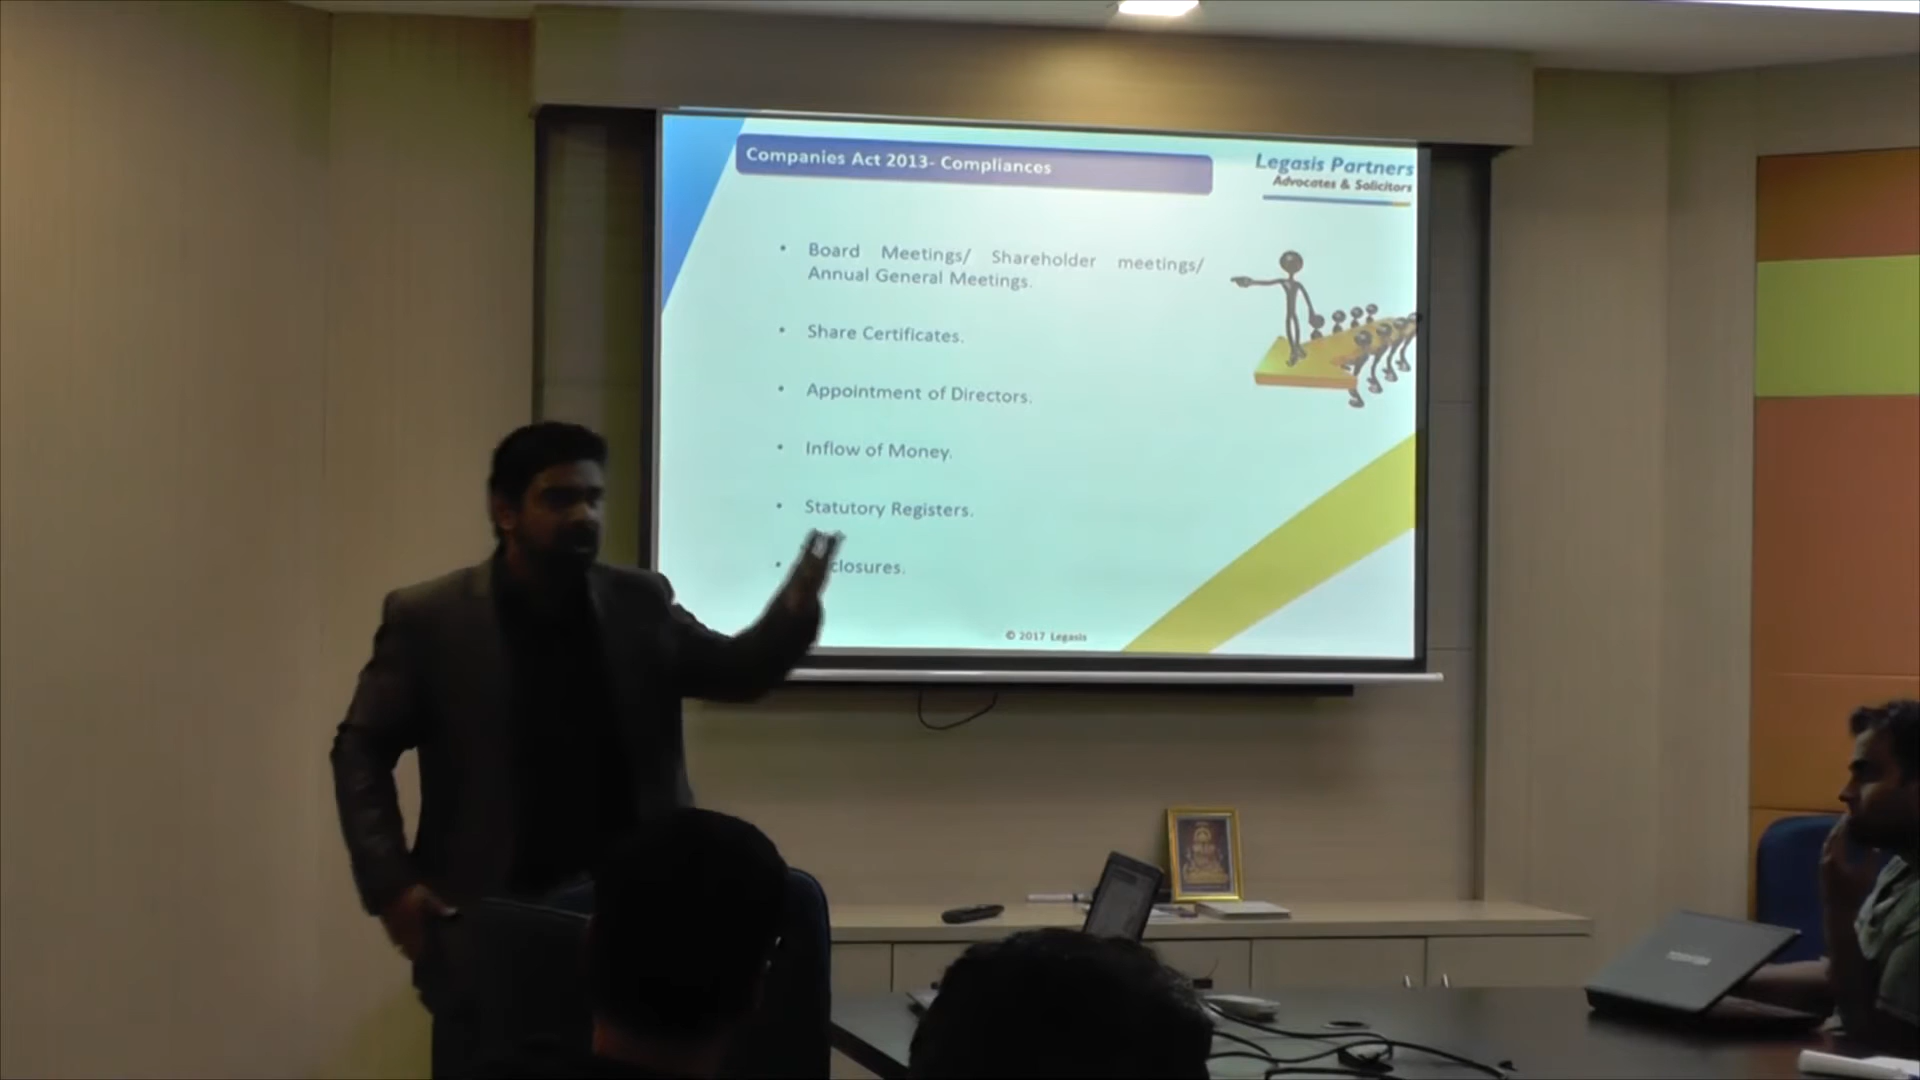 Companies Act 2013- Compliances
Legasis Partners
Advocates & Solicitors
• Board Meetings/ Shareholder meetings/
Annual General Meetings.
• Share Certificates.
• Appointment of Directors.
• Inflow of Money.
• Statutory Registers.
• closures.
© 2017 Legasis